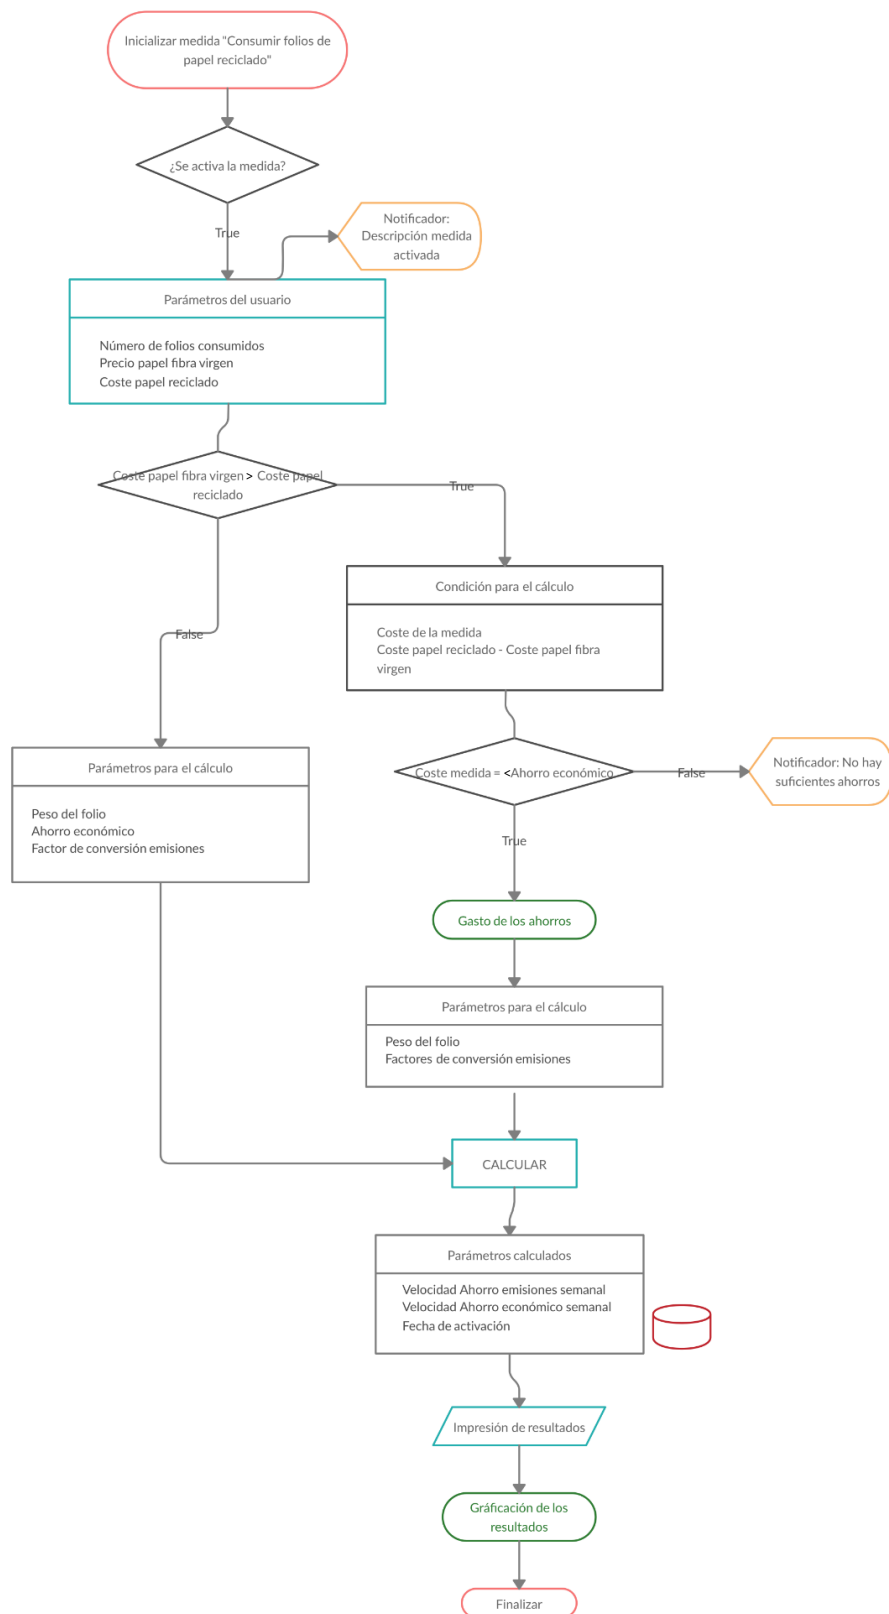 Inicializar medida "Consumir folios de
papel reciclado"
¿Se activa la medida?
True
Notificador:
Descripción medida
activada
Parámetros del usuario
Número de folios consumidos
Precio papel fibra virgen
Coste papel reciclado
Coste papel fibra virgen > Coste papel
reciclado
True
Condición para el cálculo
Coste de la medida
Coste papel reciclado - Coste papel fibra
virgen
False
Parámetros para el cálculo
Peso del folio
Ahorro económico
Factor de conversión emisiones
Coste medida = <Ahorro económico
False
Notificador: No hay
suficientes ahorros
True
Gasto de los ahorros
Parámetros para el cálculo
Peso del folio
Factores de conversión emisiones
CALCULAR
Parámetros calculados
Velocidad Ahorro emisiones semanal
Velocidad Ahorro económico semanal
Fecha de activación
Impresión de resultados
Gráficación de los
resultados
Finalizar